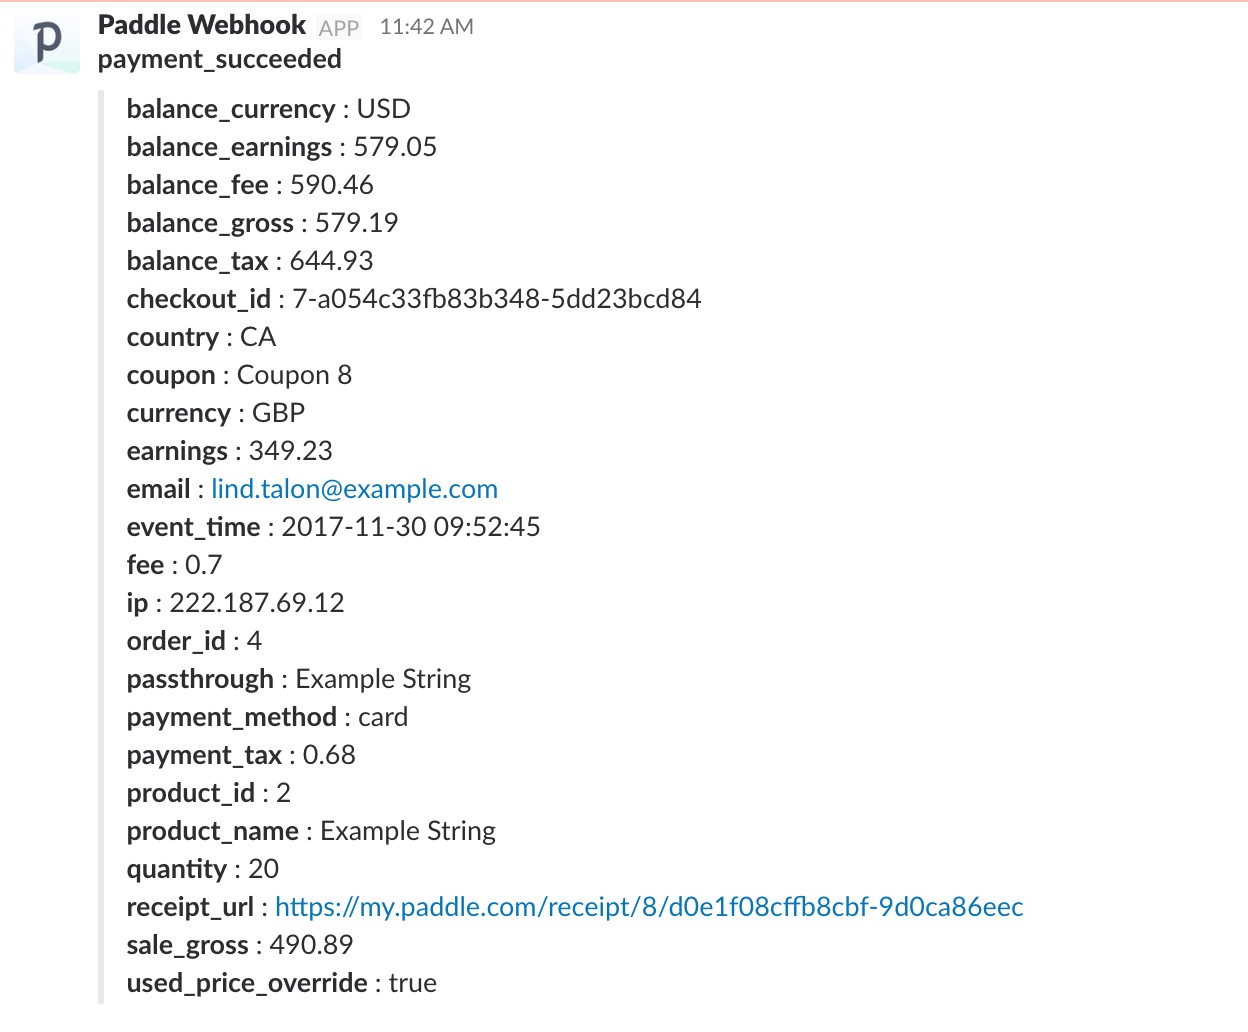 Paddle Webhook APP 11:42 AM
payment_succeeded
balance_currency : USD
balance_earnings : 579.05
balance_fee : 590.46
balance_gross : 579.19
balance_tax : 644.93
checkout_id : 7-a054c33fb83b348-5dd23bcd84
country : CA
coupon : Coupon 8
currency : GBP
earnings : 349.23
email : lind.talon@example.com
event_time : 2017-11-30 09:52:45
fee : 0.7
ip : 222.187.69.12
order_id : 4
passthrough : Example String
payment_method : card
payment_tax : 0.68
product_id : 2
product_name : Example String
quantity : 20
receipt_url : https://my.paddle.com/receipt/8/d0e1f08cffb8cbf-9d0ca86eec
sale_gross : 490.89
used_price_override : true